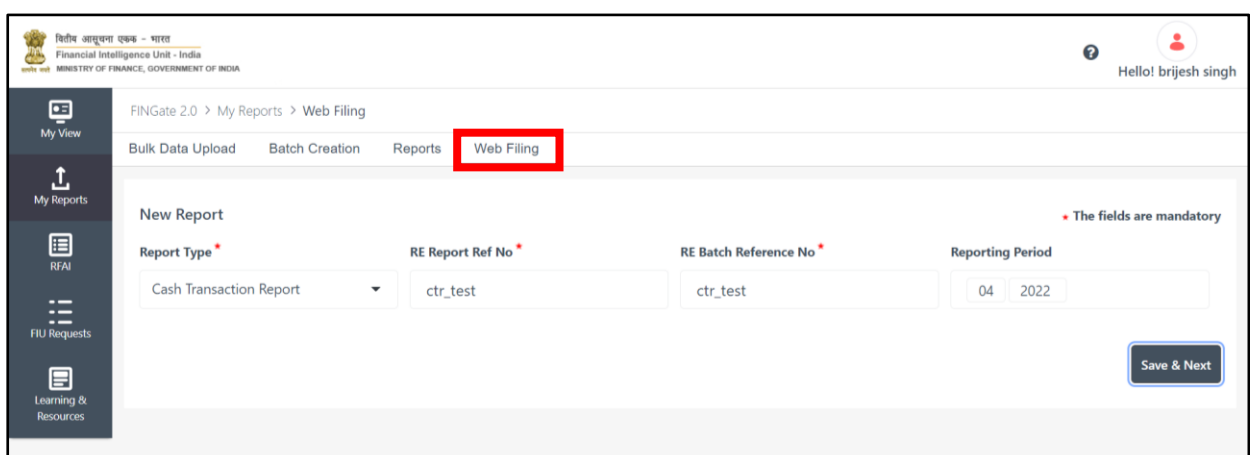 वित्तीय आसूचना एकक - भारत
Financial Intelligence Unit - India
सत्यमेव जयते MINISTRY OF FINANCE, GOVERNMENT OF INDIA
Hello! brijesh singh
My View
FINGate 2.0 > My Reports > Web Filing
Bulk Data Upload Batch Creation Reports Web Filing
My Reports
New Report
* The fields are mandatory
Report Type * RE Report Ref No * RE Batch Reference No * Reporting Period
RFAI
Cash Transaction Report ctr_test ctr_test 04 2022
FIU Requests
Save & Next
Learning &
Resources